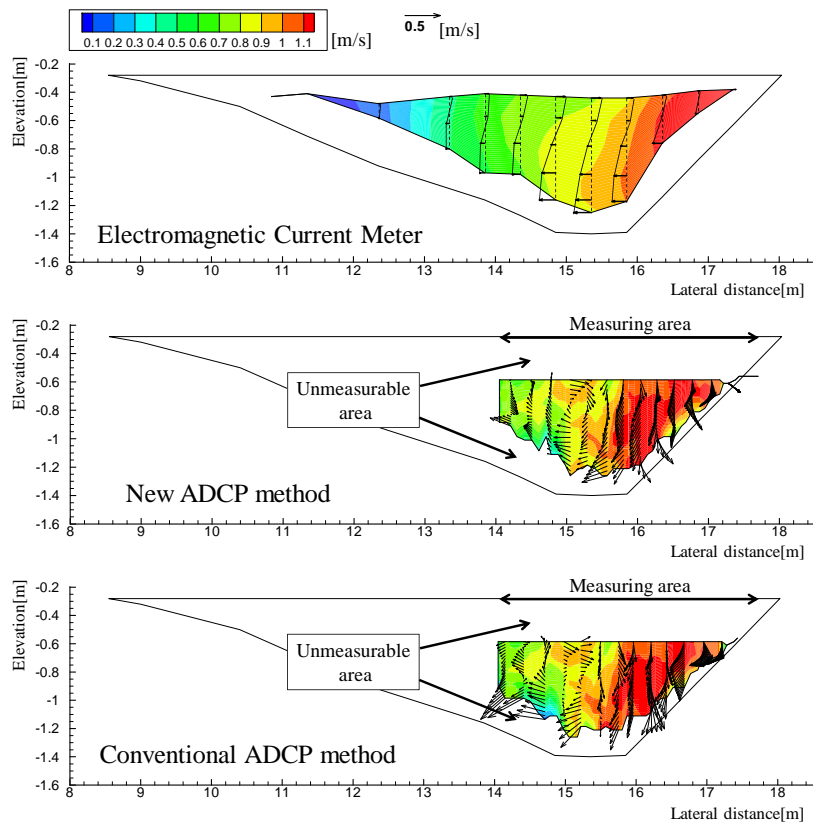 0.1 0.2 0.3 0.4 0.5 0.6 0.7 0.8 0.9 1 1.1
[m/s]
0.5
[m/s]
Elevation[m]
-0.2
-0.4
-0.6
-0.8
-1
-1.2
-1.4
-1.6
Electromagnetic Current Meter
8 9 10 11 12 13 14 15 16 17 18
Lateral distance[m]
Elevation[m]
-0.2
-0.4
-0.6
-0.8
-1
-1.2
-1.4
-1.6
Measuring area
Unmeasurable
area
New ADCP method
8 9 10 11 12 13 14 15 16 17 18
Lateral distance[m]
Elevation[m]
-0.2
-0.4
-0.6
-0.8
-1
-1.2
-1.4
-1.6
Measuring area
Unmeasurable
area
Conventional ADCP method
8 9 10 11 12 13 14 15 16 17 18
Lateral distance[m]